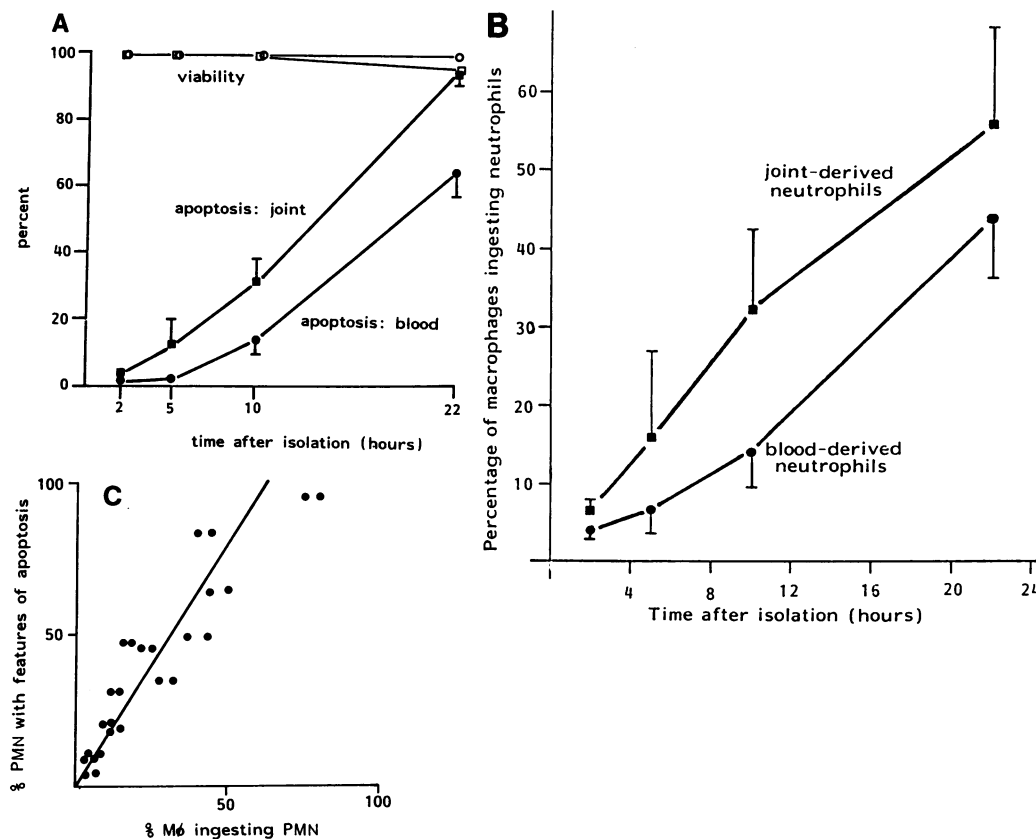 A
100
80
60
40
20
0
percent
viability
apoptosis: joint
apoptosis: blood
2
5
10
22
time after isolation (hours)
B
Percentage of macrophages ingesting neutrophils
60
50
40
30
20
10
joint-derived
neutrophils
blood-derived
neutrophils
4
8
12
16
20
24
Time after isolation (hours)
C
% PMN with features of apoptosis
100
50
50
100
% Mø ingesting PMN